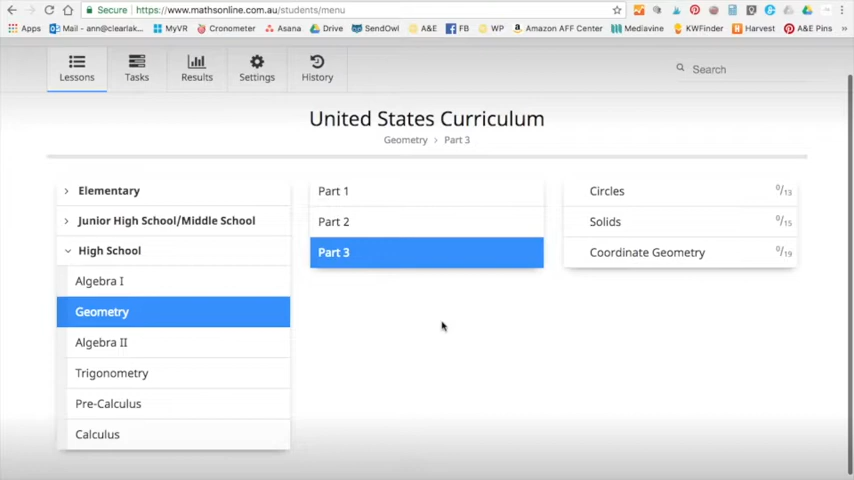 Secure https://www.mathsonline.com.au/students/menu
Apps Mail - ann@clearlak... MyVR Cronometer Asana Drive SendOwl A&E FB WP Amazon AFF Center Mediavine KWFinder Harvest A&E Pins »
Lessons Tasks Results Settings History Search
United States Curriculum
Geometry › Part 3
Elementary
Junior High School/Middle School
High School
Algebra I
Geometry
Algebra II
Trigonometry
Pre-Calculus
Calculus
Part 1
Part 2
Part 3
Circles 0/13
Solids 0/15
Coordinate Geometry 0/19